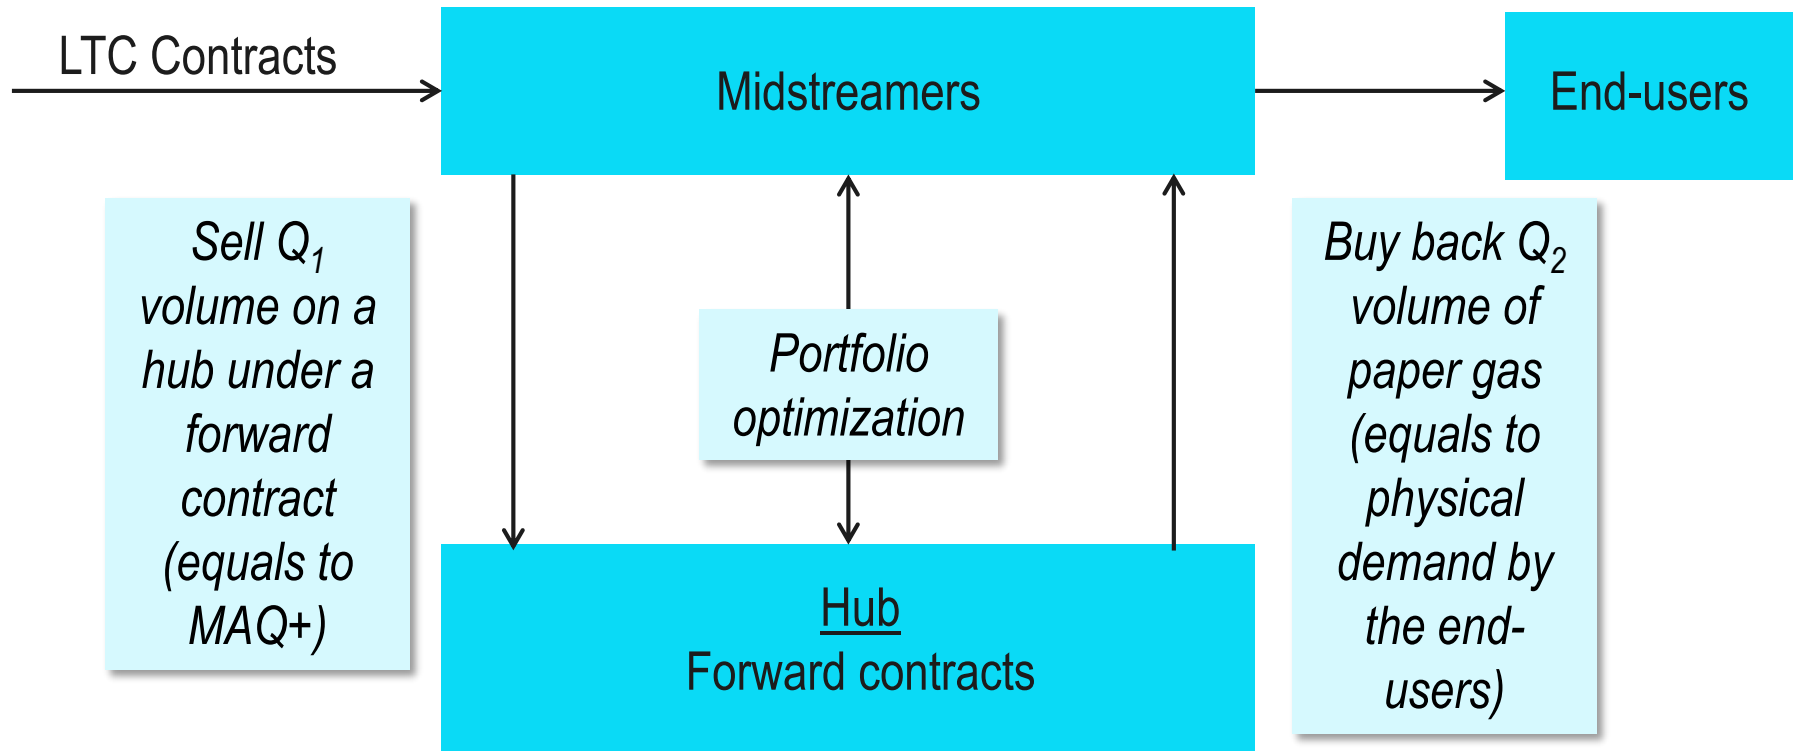 LTC Contracts
Midstreamers
End-users
Sell Q1
volume on a
hub under a
forward
contract
(equals to
MAQ+)
Portfolio
optimization
Buy back Q2
volume of
paper gas
(equals to
physical
demand by
the end-
users)
Hub
Forward contracts